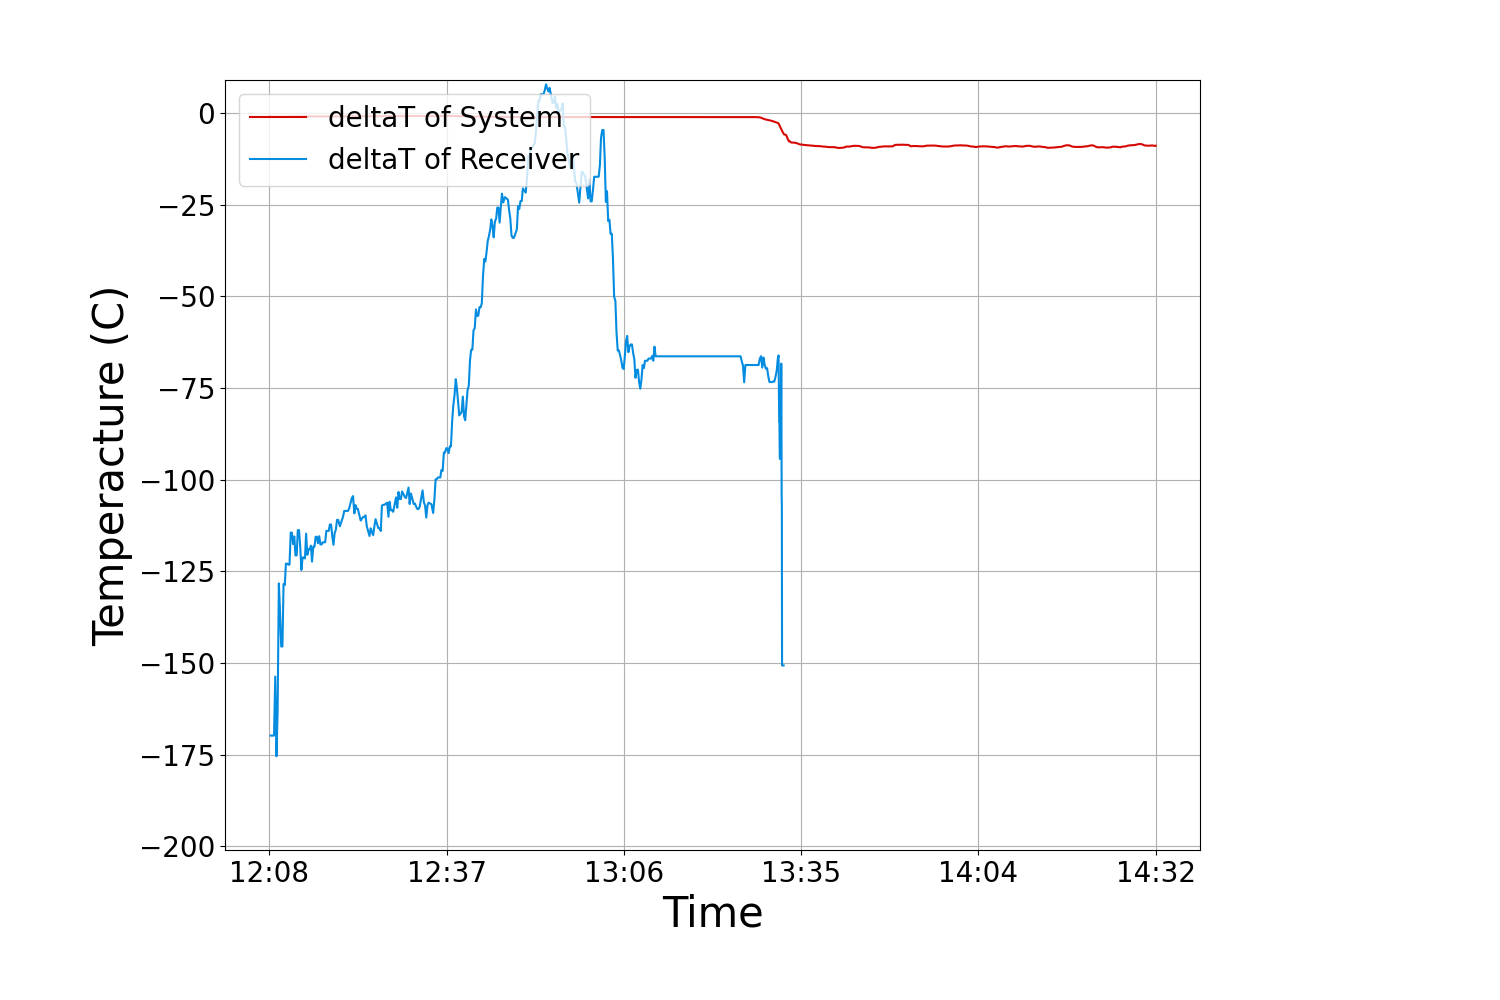 deltaT of System
deltaT of Receiver
0
−25
−50
−75
−100
−125
−150
−175
−200
Temperacture (C)
12:08 12:37 13:06 13:35 14:04 14:32
Time